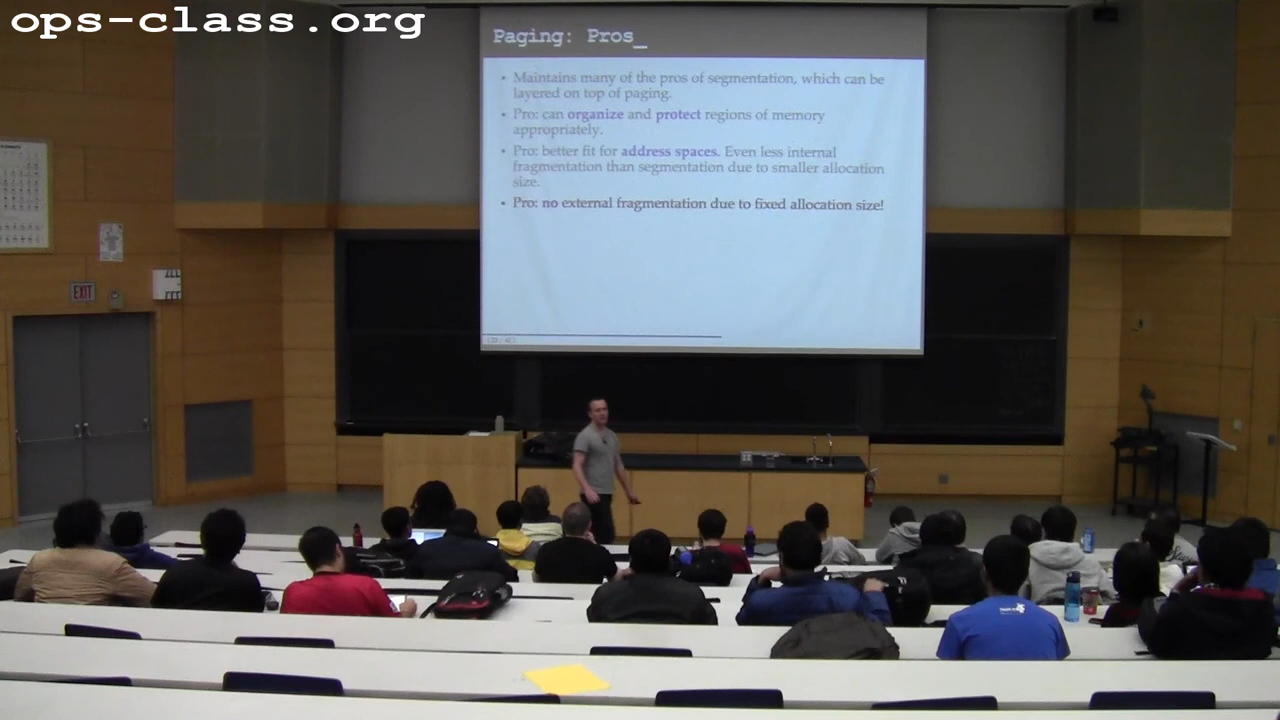 ops-class.org
Paging: Pros_
• Maintains many of the pros of segmentation, which can be
layered on top of paging.
• Pro: can organize and protect regions of memory
appropriately.
• Pro: better fit for address spaces. Even less internal
fragmentation than segmentation due to smaller allocation
size.
• Pro: no external fragmentation due to fixed allocation size!
EXIT